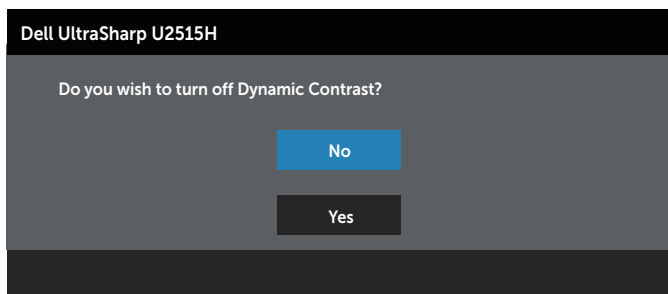 Dell UltraSharp U2515H
Do you wish to turn off Dynamic Contrast?
No
Yes